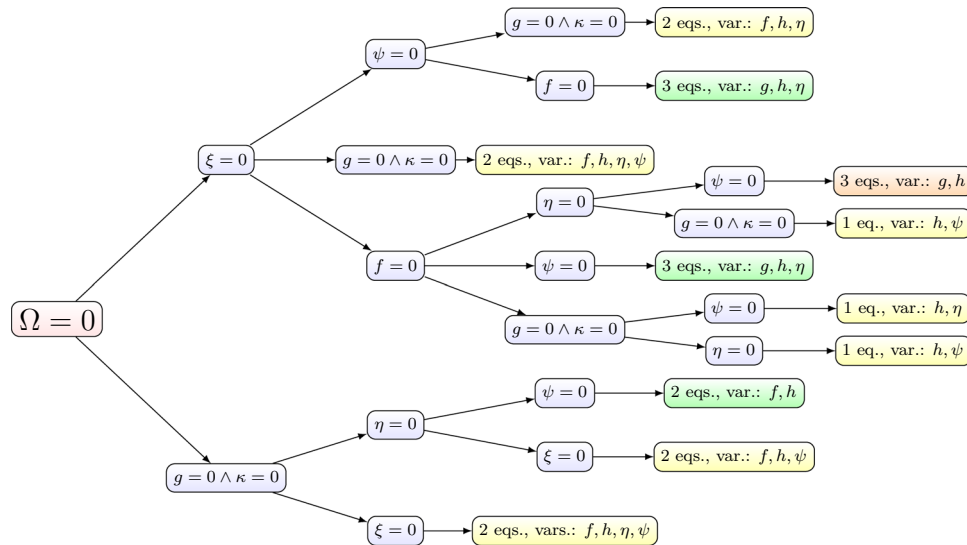 g = 0 ∧ κ = 0
2 eqs., var.: f, h, η
ψ = 0
f = 0
3 eqs., var.: g, h, η
ξ = 0
g = 0 ∧ κ = 0
2 eqs., var.: f, h, η, ψ
ψ = 0
3 eqs., var.: g, h
η = 0
g = 0 ∧ κ = 0
1 eq., var.: h, ψ
f = 0
ψ = 0
3 eqs., var.: g, h, η
Ω = 0
ψ = 0
1 eq., var.: h, η
g = 0 ∧ κ = 0
η = 0
1 eq., var.: h, ψ
ψ = 0
2 eqs., var.: f, h
η = 0
ξ = 0
2 eqs., var.: f, h, ψ
g = 0 ∧ κ = 0
ξ = 0
2 eqs., vars.: f, h, η, ψ